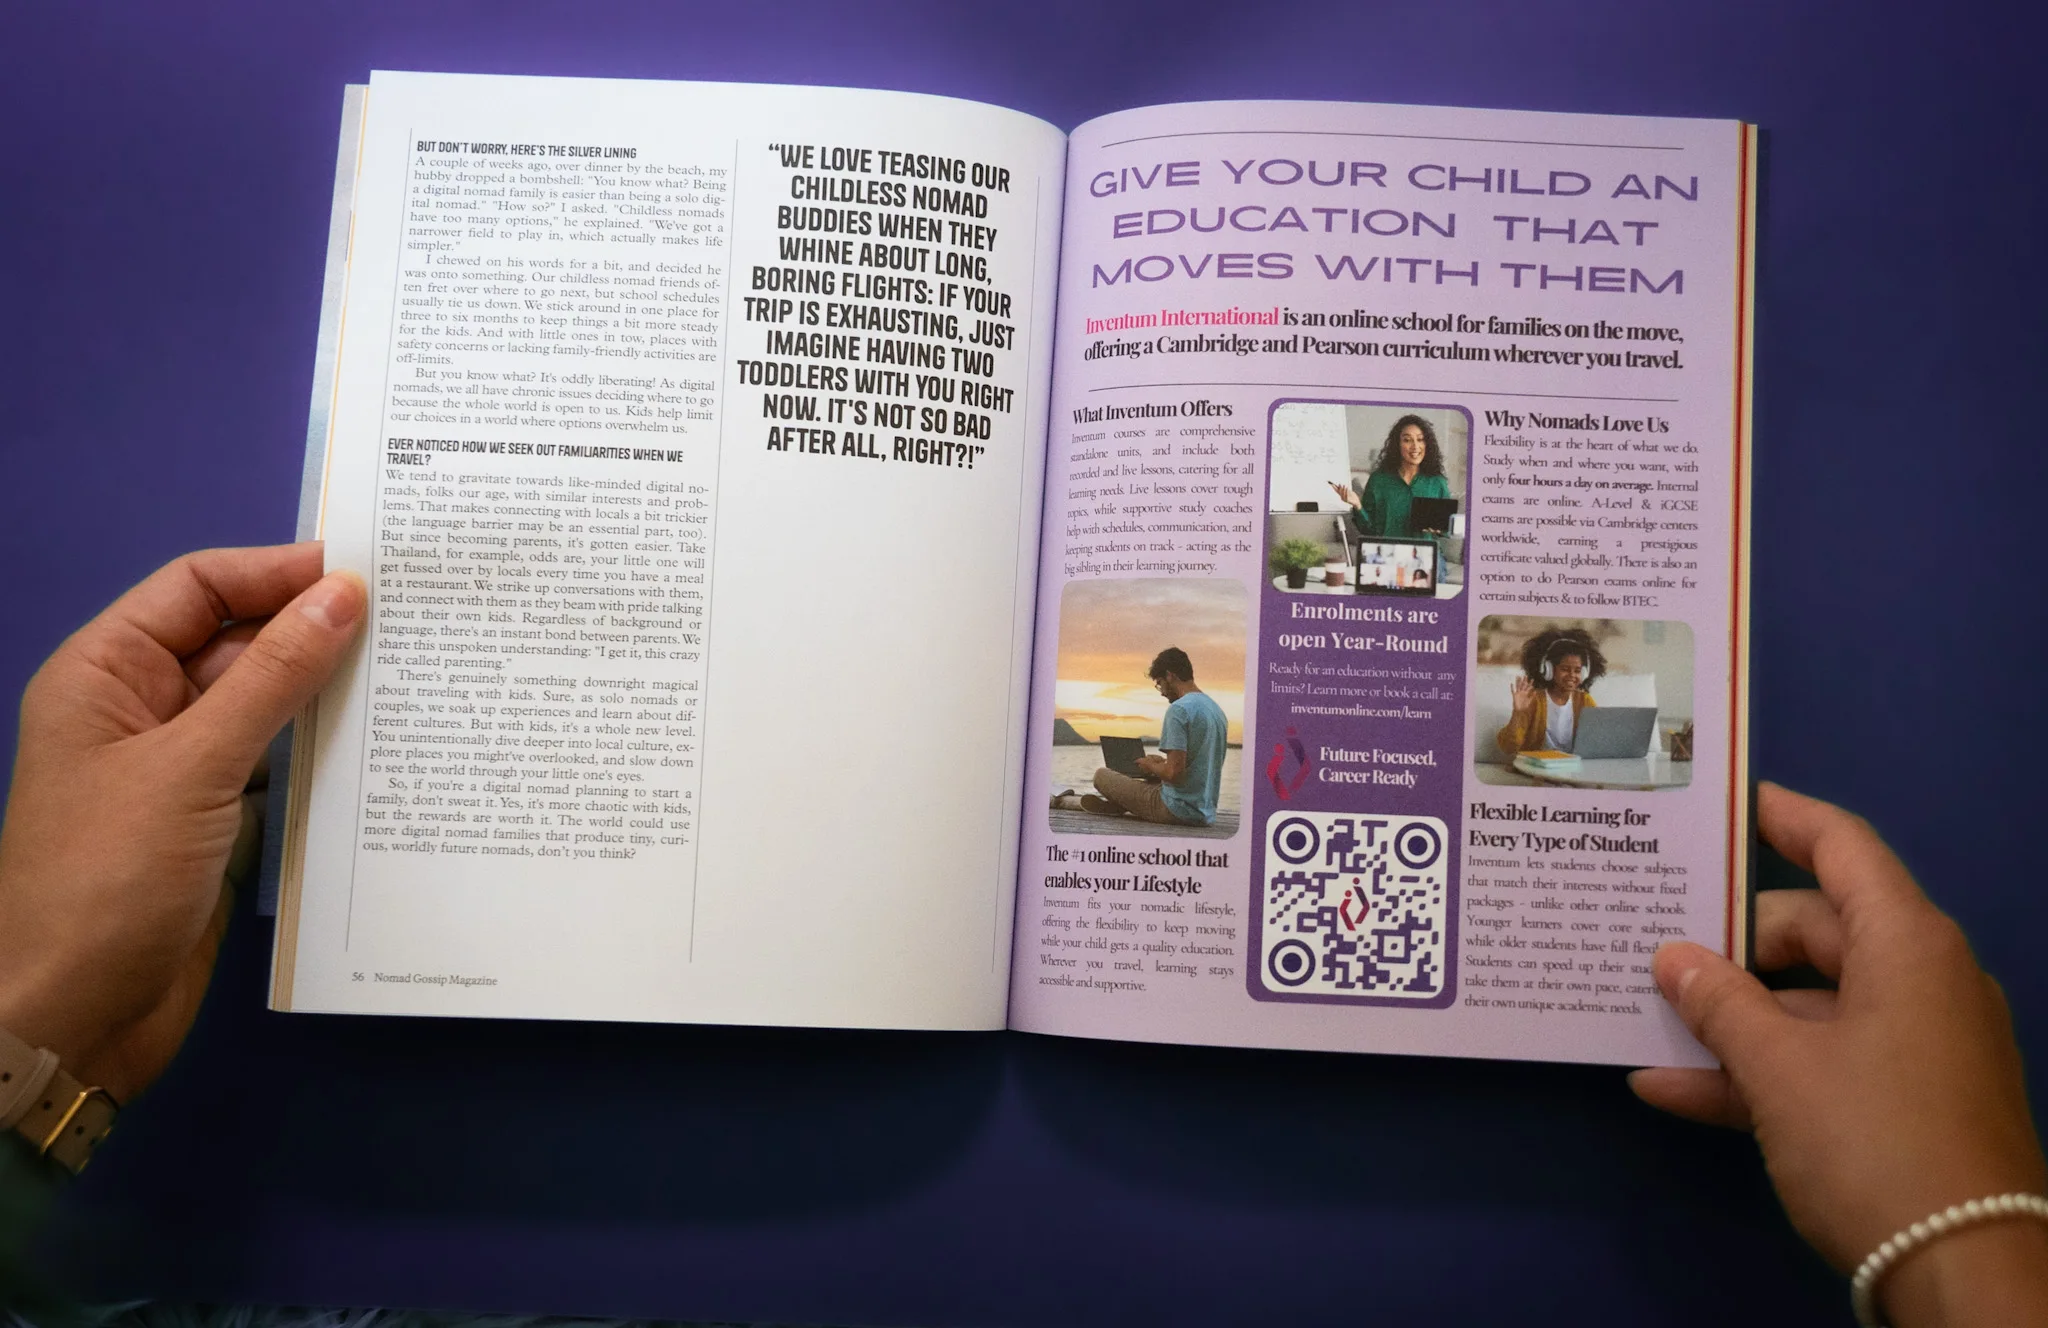 BUT DON'T WORRY, HERE'S THE SILVER LINING
A couple of weeks ago, over dinner by the beach, my
hubby dropped a bombshell: "You know what? Being
a digital nomad family is easier than being a solo dig-
ital nomad." "How so?" I asked. "Childless nomads
have too many options," he explained. "We've got a
narrower field to play in, which actually makes life
simpler."
I chewed on his words for a bit, and decided he
was onto something. Our childless nomad friends of-
ten fret over where to go next, but school schedules
usually tie us down. We stick around in one place for
three to six months to keep things a bit more steady
for the kids. And with little ones in tow, places with
safety concerns or lacking family-friendly activities are
off-limits.
But you know what? It's oddly liberating! As digital
nomads, we all have chronic issues deciding where to go
because the whole world is open to us. Kids help limit
our choices in a world where options overwhelm us.
EVER NOTICED HOW WE SEEK OUT FAMILIARITIES WHEN WE
TRAVEL?
We tend to gravitate towards like-minded digital no-
mads, folks our age, with similar interests and prob-
lems. That makes connecting with locals a bit trickier
(the language barrier may be an essential part, too).
But since becoming parents, it's gotten easier. Take
Thailand, for example, odds are, your little one will
get fussed over by locals every time you have a meal
at a restaurant. We strike up conversations with them,
and connect with them as they beam with pride talking
about their own kids. Regardless of background or
language, there's an instant bond between parents. We
share this unspoken understanding: "I get it, this crazy
ride called parenting."
There's genuinely something downright magical
about traveling with kids. Sure, as solo nomads or
couples, we soak up experiences and learn about dif-
ferent cultures. But with kids, it's a whole new level.
You unintentionally dive deeper into local culture, ex-
plore places you might've overlooked, and slow down
to see the world through your little one's eyes.
So, if you're a digital nomad planning to start a
family, don't sweat it. Yes, it's more chaotic with kids,
but the rewards are worth it. The world could use
more digital nomad families that produce tiny, curi-
ous, worldly future nomads, don't you think?
56 Nomad Gossip Magazine
“WE LOVE TEASING OUR
CHILDLESS NOMAD
BUDDIES WHEN THEY
WHINE ABOUT LONG,
BORING FLIGHTS: IF YOUR
TRIP IS EXHAUSTING, JUST
IMAGINE HAVING TWO
TODDLERS WITH YOU RIGHT
NOW. IT'S NOT SO BAD
AFTER ALL, RIGHT?!”
GIVE YOUR CHILD AN
EDUCATION THAT
MOVES WITH THEM
Inventum International is an online school for families on the move,
offering a Cambridge and Pearson curriculum wherever you travel.
What Inventum Offers
Inventum courses are comprehensive
standalone units, and include both
recorded and live lessons, catering for all
learning needs. Live lessons cover tough
topics, while supportive study coaches
help with schedules, communication, and
keeping students on track – acting as the
big sibling in their learning journey.
The #1 online school that
enables your Lifestyle
Inventum fits your nomadic lifestyle,
offering the flexibility to keep moving
while your child gets a quality education.
Wherever you travel, learning stays
accessible and supportive.
Enrolments are
open Year-Round
Ready for an education without any
limits? Learn more or book a call at:
inventumonline.com/learn
Future Focused,
Career Ready
Why Nomads Love Us
Flexibility is at the heart of what we do.
Study when and where you want, with
only four hours a day on average. Internal
exams are online. A-Level & iGCSE
exams are possible via Cambridge centers
worldwide, earning a prestigious
certificate valued globally. There is also an
option to do Pearson exams online for
certain subjects & to follow BTEC.
Flexible Learning for
Every Type of Student
Inventum lets students choose subjects
that match their interests without fixed
packages – unlike other online schools.
Younger learners cover core subjects,
while older students have full
Students can speed up their
take them at their own pace,
their own unique academic needs.